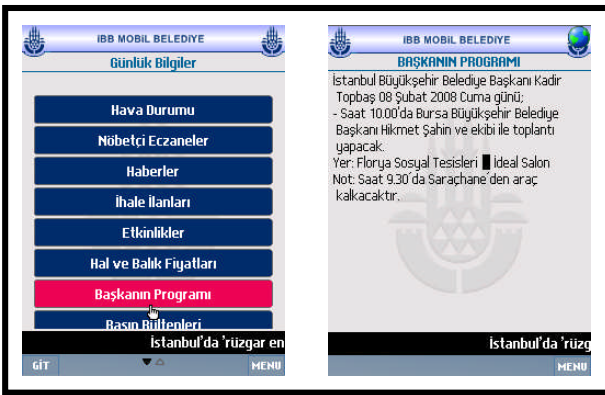 İBB MOBİL BELEDİYE
Günlük Bilgiler
Hava Durumu
Nöbetçi Eczaneler
Haberler
İhale İlanları
Etkinlikler
Hal ve Balık Fiyatları
Başkanın Programı
Basın Bültenleri
İstanbul'da 'rüzgar en
GİT
MENU
İBB MOBİL BELEDİYE
BAŞKANIN PROGRAMI
İstanbul Büyükşehir Belediye Başkanı Kadir
Topbaş 08 Şubat 2008 Cuma günü;
- Saat 10.00'da Bursa Büyükşehir Belediye
Başkanı Hikmet Şahin ve ekibi ile toplantı
yapacak.
Yer: Florya Sosyal Tesisleri █ İdeal Salon
Not: Saat 9.30´da Saraçhane´den araç
kalkacaktır.
İstanbul'da 'rüzg
MENU